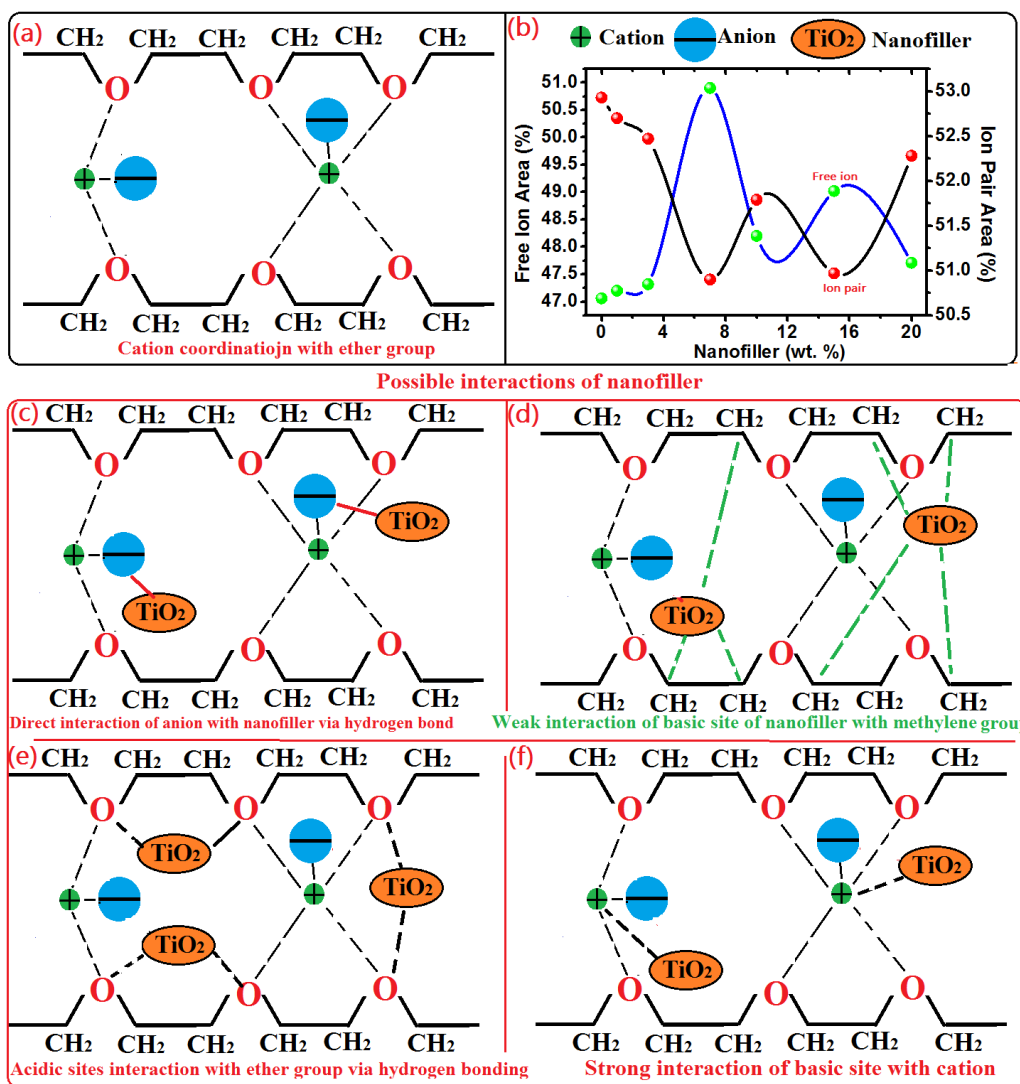 (a)
CH2 CH2 CH2 CH2 CH2 CH2
O O O
+ −
+ −
O O O
CH2 CH2 CH2 CH2 CH2 CH2
Cation coordinatiojn with ether group
(b)
+ Cation − Anion TiO2 Nanofiller
Free Ion Area (%)
51.0
50.5
50.0
49.5
49.0
48.5
48.0
47.5
47.0
Free ion
Ion pair
53.0
52.5
52.0
51.5
51.0
50.5
Ion Pair Area (%)
0 4 8 12 16 20
Nanofiller (wt. %)
Possible interactions of nanofiller
(c)
CH2 CH2 CH2 CH2 CH2 CH2
O O O
− TiO2
+ − +
TiO2
O O O
CH2 CH2 CH2 CH2 CH2 CH2
Direct interaction of anion with nanofiller via hydrogen bond
(d)
CH2 CH2 CH2 CH2 CH2 CH2
O O O
− TiO2
+ − +
TiO2
O O O
CH2 CH2 CH2 CH2 CH2 CH2
Weak interaction of basic site of nanofiller with methylene group
(e)
CH2 CH2 CH2 CH2 CH2 CH2
O O O
TiO2 −
+ − + TiO2
TiO2
O O O
CH2 CH2 CH2 CH2 CH2 CH2
Acidic sites interaction with ether group via hydrogen bonding
(f)
CH2 CH2 CH2 CH2 CH2 CH2
O O O
− TiO2
+ − +
TiO2
O O O
CH2 CH2 CH2 CH2 CH2 CH2
Strong interaction of basic site with cation